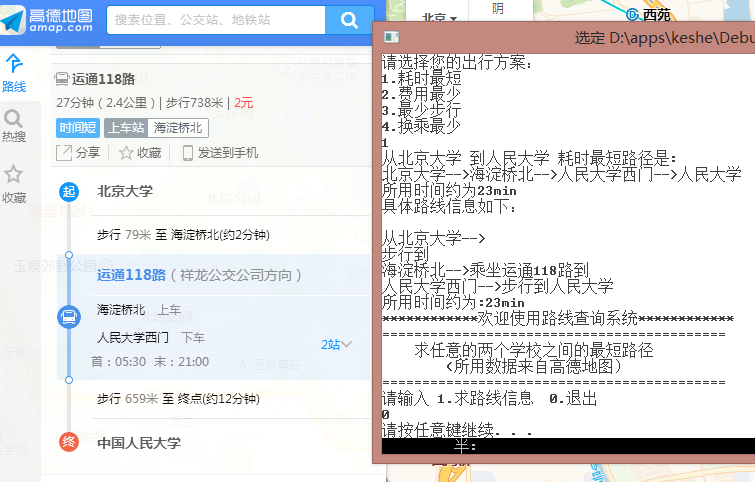 高德地图
amap.com
搜索位置、公交站、地铁站
路线
热搜
收藏
运通118路
27分钟（2.4公里）| 步行738米 | 2元
时间短 上车站 海淀桥北
分享 收藏 发送到手机
起 北京大学
步行 79米 至 海淀桥北(约2分钟)
运通118路（祥龙公交公司方向）
海淀桥北 上车
人民大学西门 下车
2站
首：05:30 末：21:00
步行 659米 至 终点(约12分钟)
终 中国人民大学
北京
阴
西苑
选定 D:\apps\keshe\Debu
请选择您的出行方案：
1.耗时最短
2.费用最少
3.最少步行
4.换乘最少
1
从北京大学 到人民大学 耗时最短路径是：
北京大学-->海淀桥北-->人民大学西门-->人民大学
所用时间约为23min
具体路线信息如下：
从北京大学-->
步行到
海淀桥北-->乘坐运通118路到
人民大学西门-->步行到人民大学
所用时间约为:23min
************欢迎使用路线查询系统************
===========================================
求任意的两个学校之间的最短路径
（所用数据来自高德地图）
===========================================
请输入 1.求路线信息 0.退出
0
请按任意键继续. . .
半：